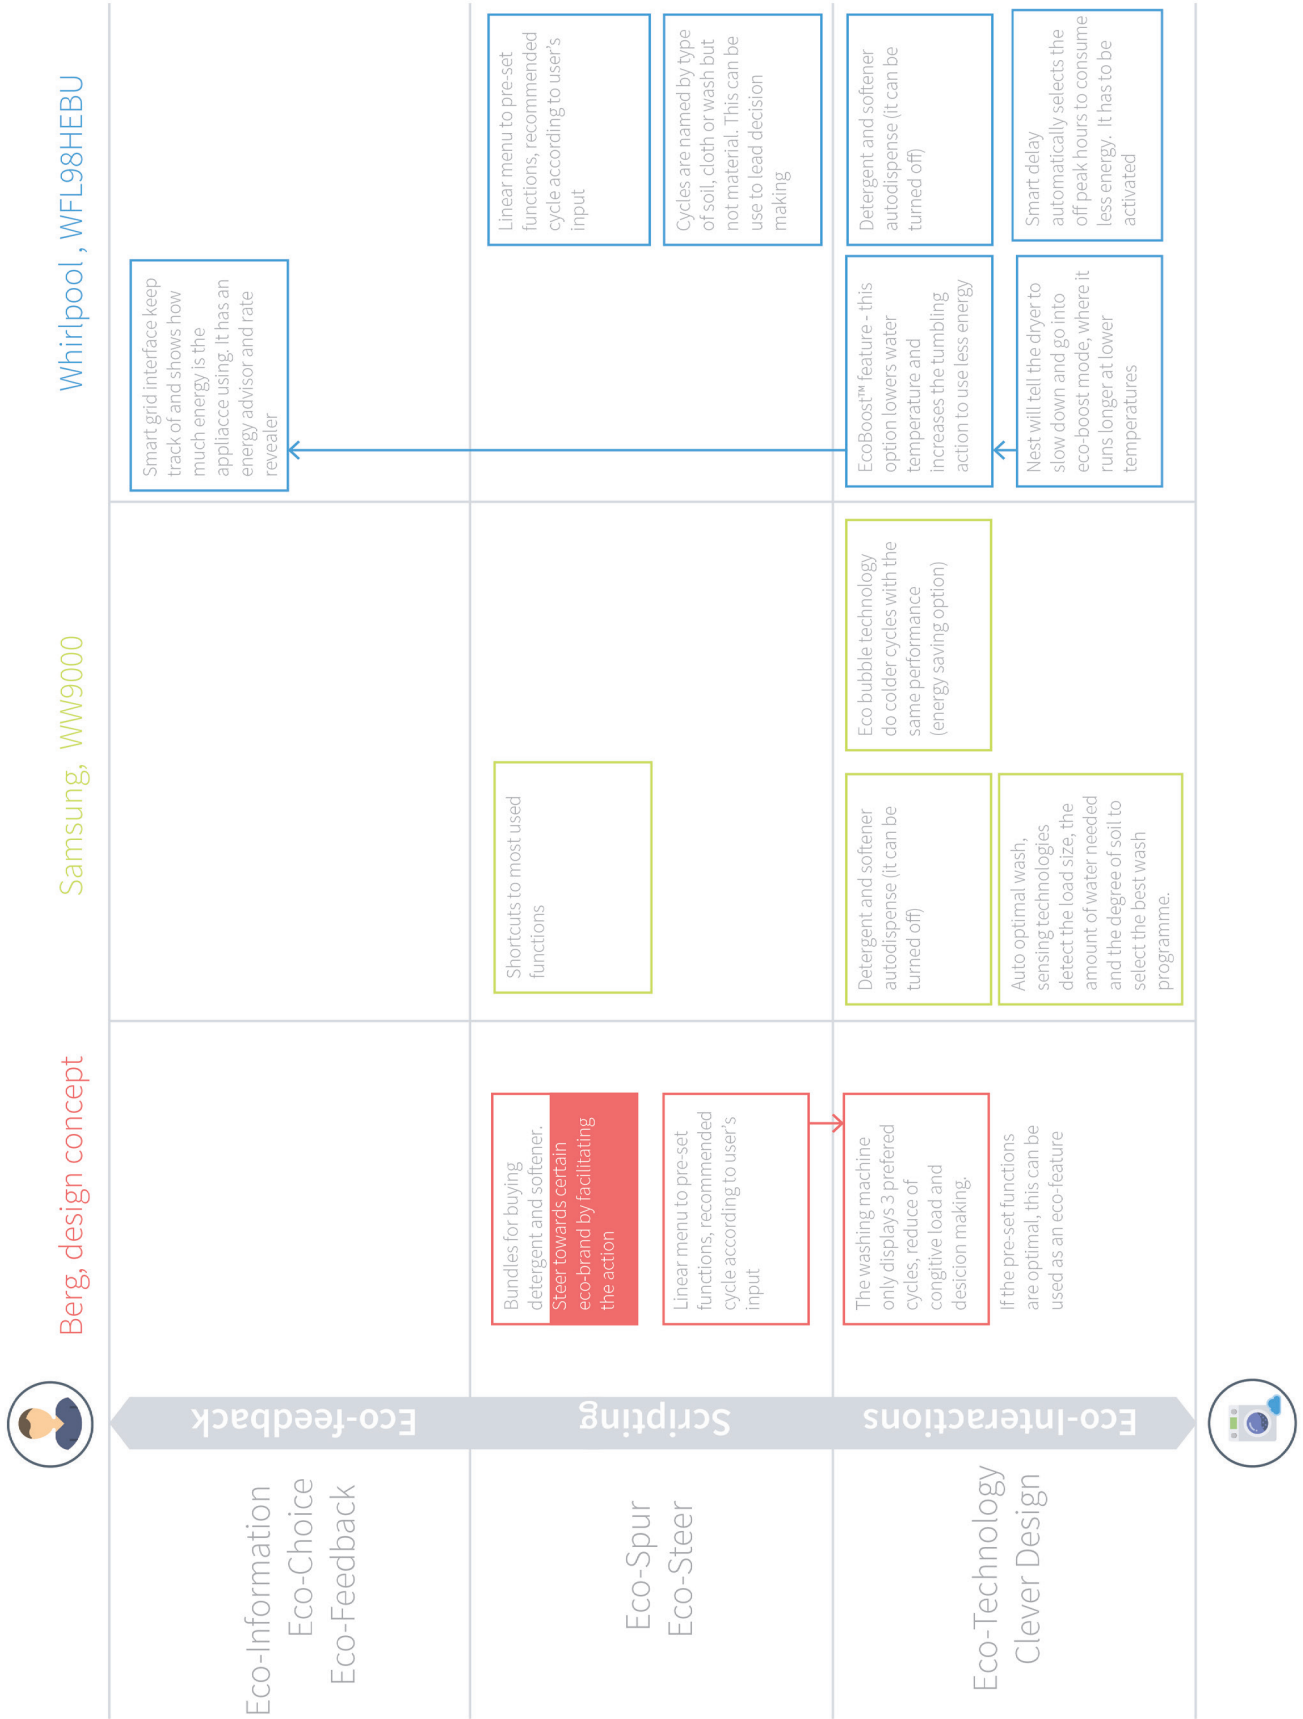 Berg, design concept
Samsung, WW9000
Whirlpool , WFL98HEBU
Eco-Information
Eco-Choice
Eco-Feedback
Eco-feedback
Smart grid interface keep
track of and shows how
much energy is the
appliacce using. It has an
energy advisor and rate
revealer
Eco-Spur
Eco-Steer
Scripting
Bundles for buying
detergent and softener.
Steer towards certain
eco-brand by facilitating
the action
Linear menu to pre-set
functions, recommended
cycle according to user's
input
Shortcuts to most used
functions
Linear menu to pre-set
functions, recommended
cycle according to user's
input
Cycles are named by type
of soil, cloth or wash but
not material. This can be
use to lead decision
making
Eco-Technology
Clever Design
Eco-Interactions
The washing machine
only displays 3 prefered
cycles, reduce of
congitive load and
desicion making.
If the pre-set functions
are optimal, this can be
used as an eco-feature
Detergent and softener
autodispense (it can be
turned off)
Eco bubble technology
do colder cycles with the
same performance
(energy saving option)
Auto optimal wash,
sensing technologies
detect the load size, the
amount of water needed
and the degree of soil to
select the best wash
programme.
EcoBoost™ feature - this
option lowers water
temperature and
increases the tumbling
action to use less energy
Detergent and softener
autodispense (it can be
turned off)
Nest will tell the dryer to
slow down and go into
eco-boost mode, where it
runs longer at lower
temperatures
Smart delay
automatically selects the
off peak hours to consume
less energy. It has to be
activated